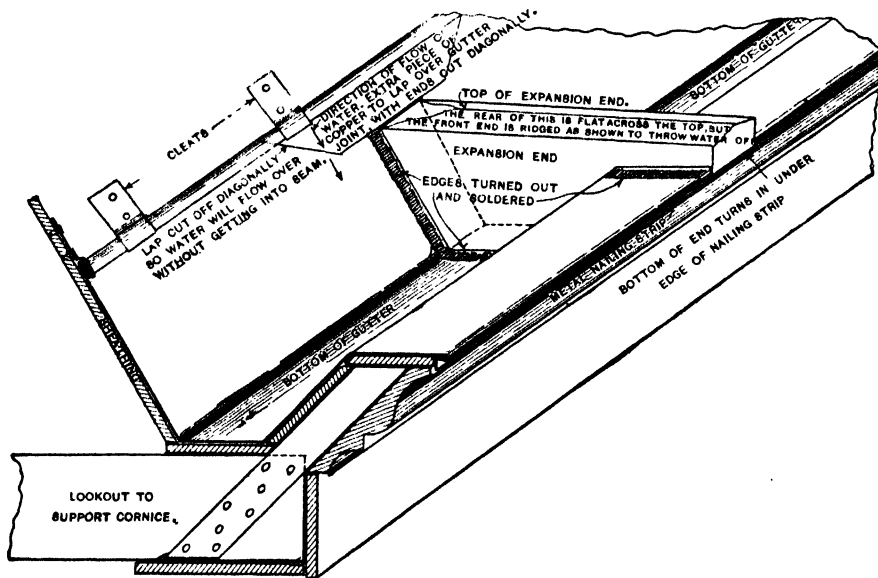 DIRECTION OF FLOW O
WATER. EXTRA PIECE OF
COPPER TO LAP OVER GUTTER
JOINT WITH ENDS OUT DIAGONALLY.
BOTTOM OF GUTTER
CLEATS
TOP OF EXPANSION END.
THE REAR OF THIS IS FLAT ACROSS THE TOP, BUT
THE FRONT END IS RIDGED AS SHOWN TO THROW WATER OF
EXPANSION END
LAP CUT OFF DIAGONALLY
SO WATER WILL FLOW OVER
WITHOUT GETTING INTO SEAM.
EDGES TURNED OUT
AND SOLDERED
METAL NAILING STRIP
BOTTOM OF END TURNS IN UNDER
EDGE OF NAILING STRIP
SHEATHING
BOTTOM OF GUTTER
LOOKOUT TO
SUPPORT CORNICE.